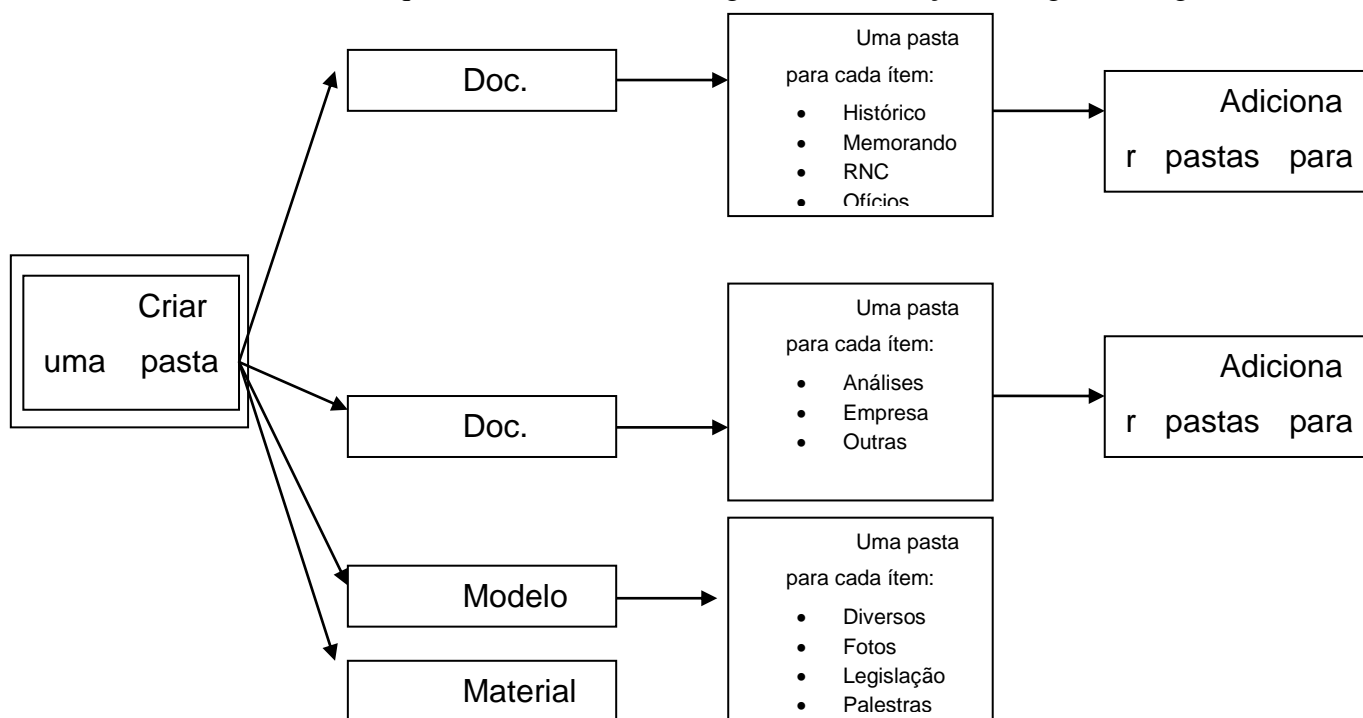 Doc.
Uma pasta
para cada ítem:
• Histórico
• Memorando
• RNC
• Ofícios
Adiciona
r pastas para
Criar
uma pasta
Doc.
Uma pasta
para cada ítem:
• Análises
• Empresa
• Outras
Adiciona
r pastas para
Modelo
Uma pasta
para cada ítem:
• Diversos
• Fotos
• Legislação
• Palestras
Material